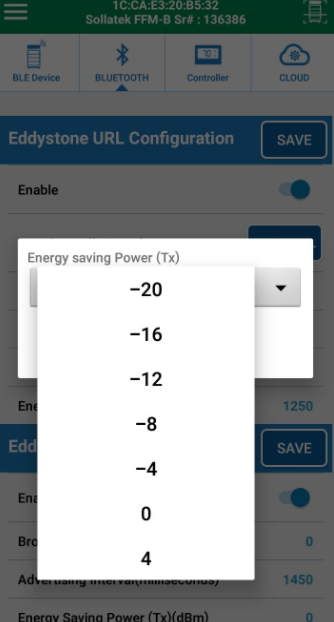 1C:CA:E3:20:B5:32
Sollatek FFM-B Sr# : 136386
BLE Device
BLUETOOTH
Controller
CLOUD
Eddystone URL Configuration
SAVE
Enable
Energy saving Power (Tx)
−20
−16
−12
−8
−4
0
4
1250
SAVE
0
Advertising Interval(milliseconds) 1450
Energy Saving Power (Tx)(dBm) 0